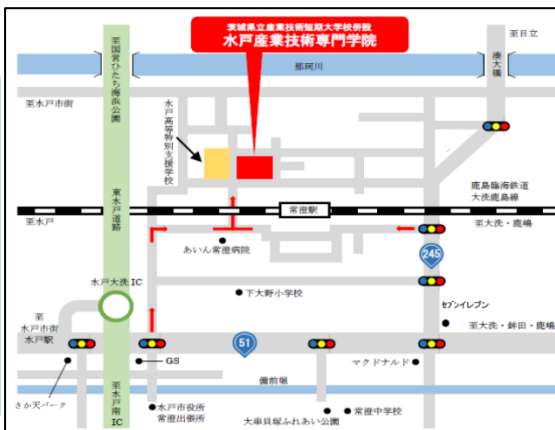 茨城県立産業技術短期大学校併設
水戸産業技術専門学院
至国営ひたち海浜公園
至日立
湊大橋
那珂川
至水戸市街
水戸高等特別支援学校
鹿島臨海鉄道
大洗鹿島線
東水戸道路
常澄駅
至水戸
至大洗・鹿嶋
あいん常澄病院
245
水戸大洗IC
下大野小学校
セブンイレブン
至
水戸市街
水戸駅
至大洗・鉾田・鹿嶋
51
GS
マクドナルド
さか天パーク
備前堀
至水戸南IC
水戸市役所
常澄出張所
常澄中学校
大串貝塚ふれあい公園